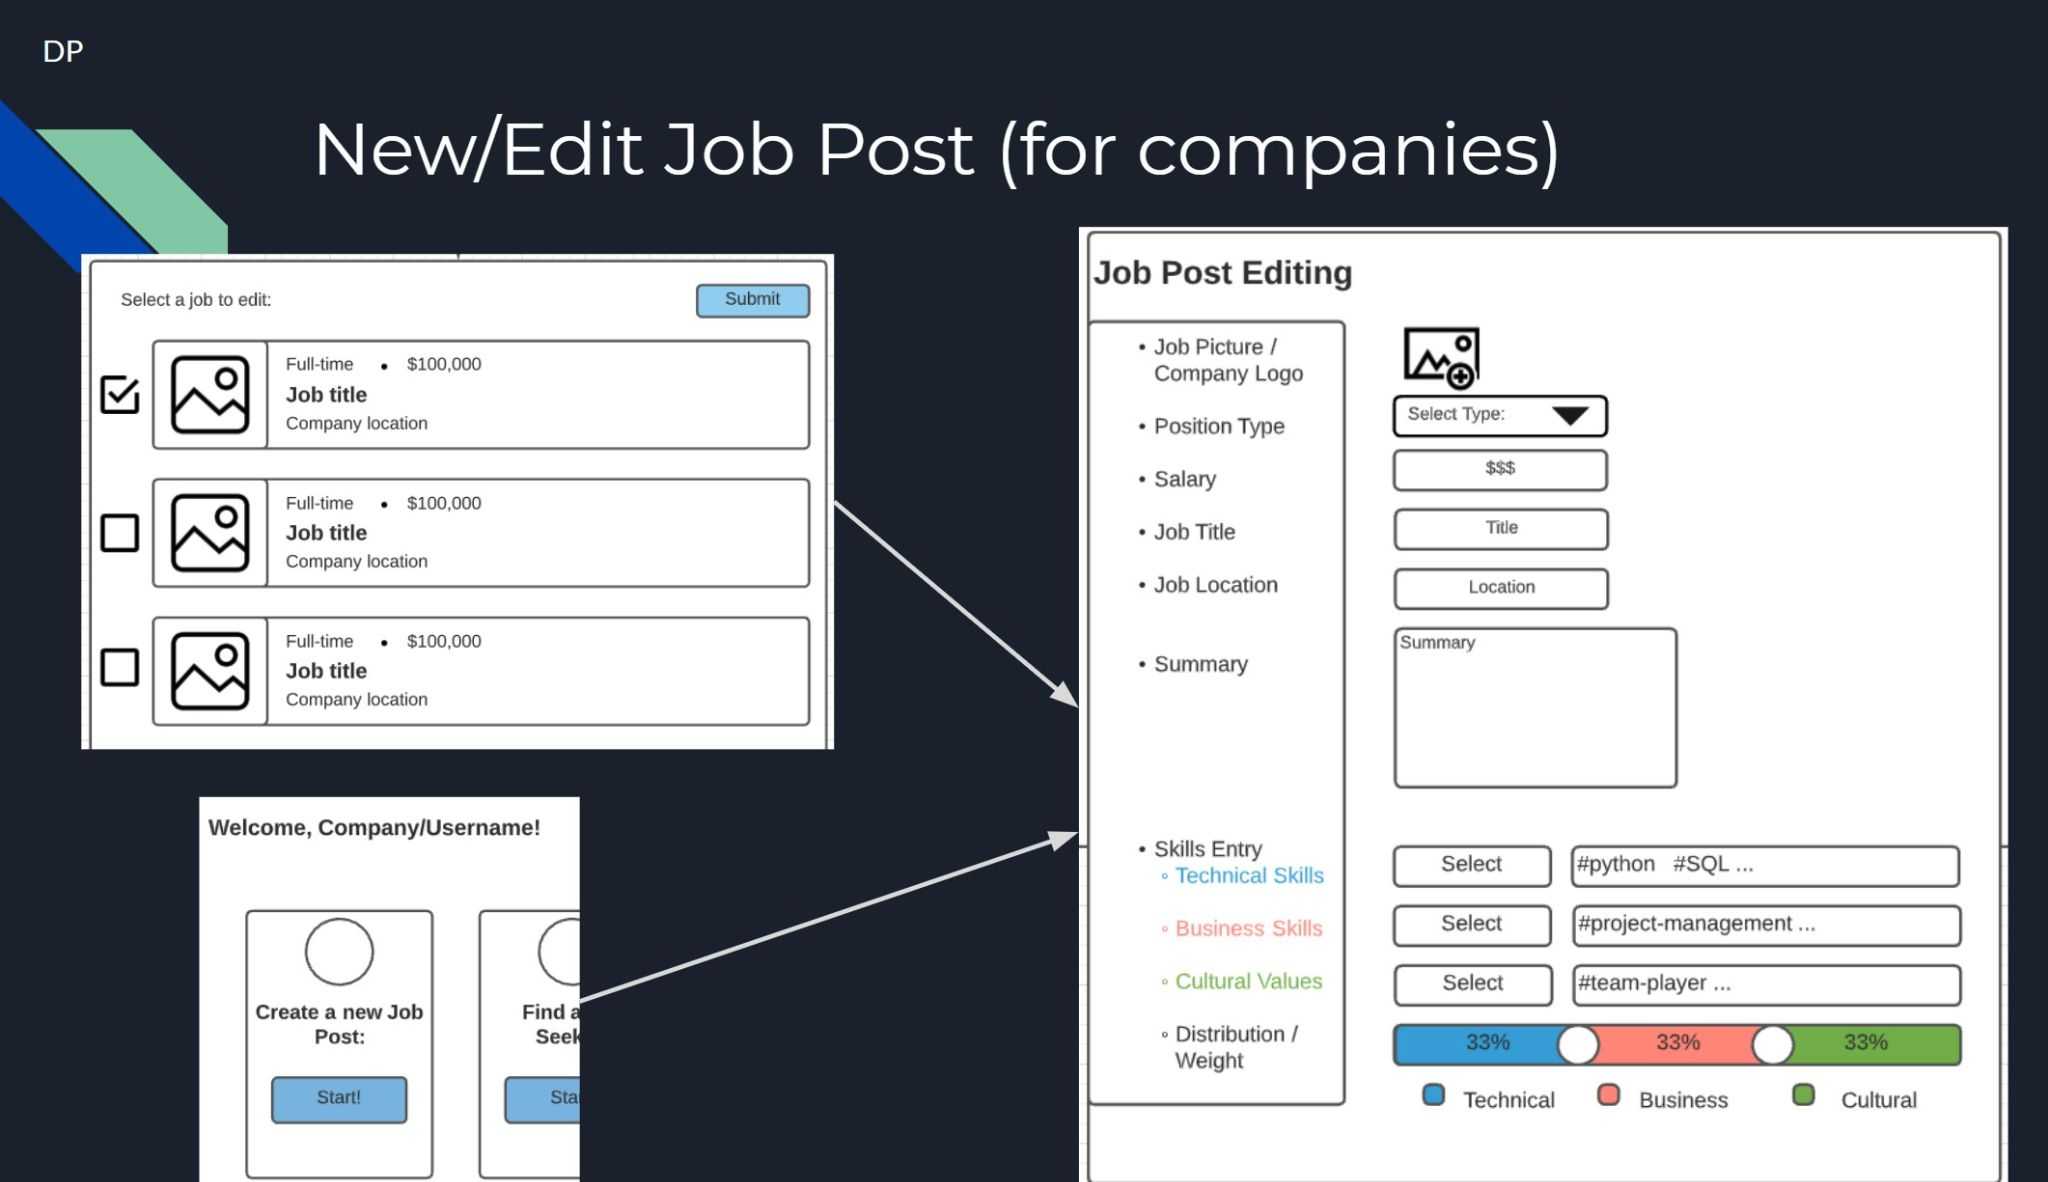 DP
New/Edit Job Post (for companies)
Select a job to edit:
Submit
Full-time • $100,000
Job title
Company location
Full-time • $100,000
Job title
Company location
Full-time • $100,000
Job title
Company location
Welcome, Company/Username!
Create a new Job
Post:
Start!
Find a
Seek
Sta
Job Post Editing
• Job Picture /
Company Logo
• Position Type
Select Type:
• Salary
$$$
• Job Title
Title
• Job Location
Location
• Summary
Summary
• Skills Entry
◦ Technical Skills
Select
#python #SQL ...
◦ Business Skills
Select
#project-management ...
◦ Cultural Values
Select
#team-player ...
◦ Distribution /
Weight
33% 33% 33%
Technical Business Cultural